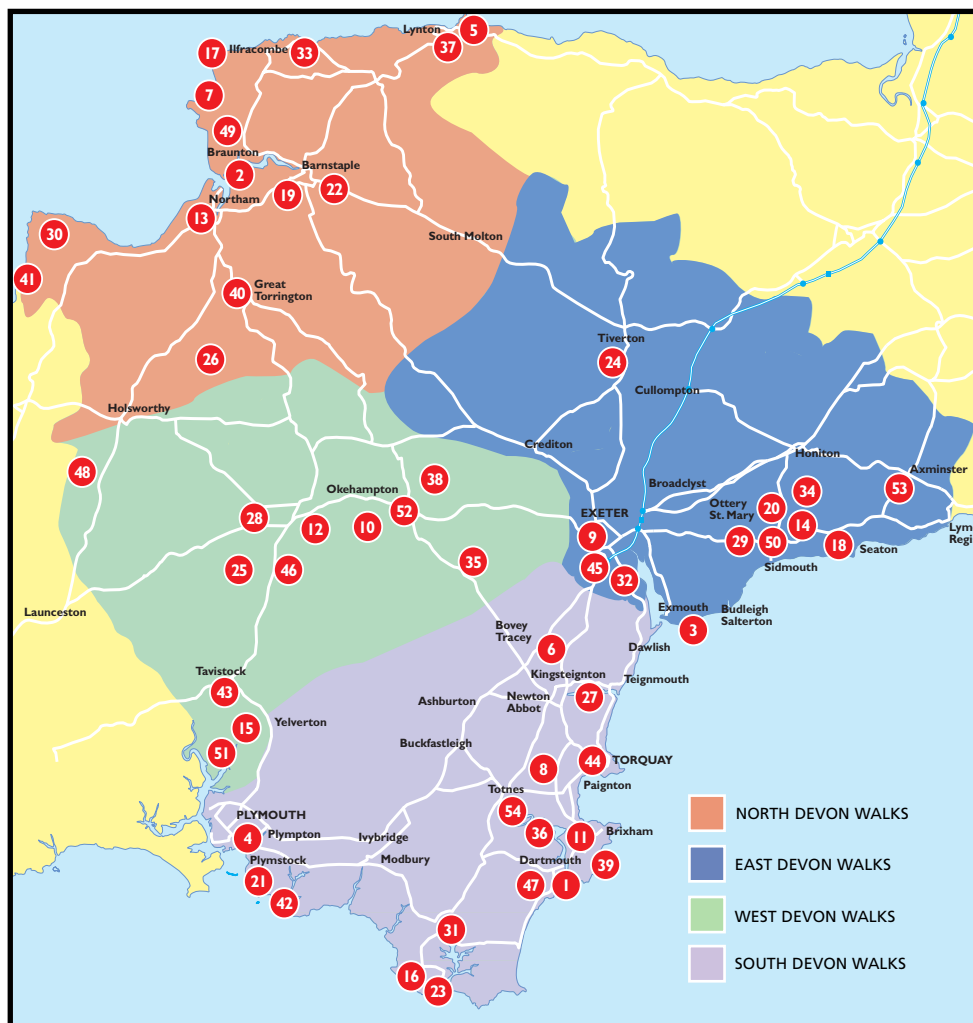 5
Lynton
17
Ilfracombe
33
37
7
49
Braunton
2
Barnstaple
19
22
Northam
13
30
South Molton
41
40
Great
Torrington
Tiverton
24
26
Cullompton
Holsworthy
Crediton
Honiton
48
38
Axminster
Okehampton
Broadclyst
34
53
52
Ottery
St. Mary
20
28
12
10
EXETER
9
14
Lym
Regi
29
50
18
Seaton
Sidmouth
25
46
35
45
32
Launceston
Exmouth
Budleigh
Salterton
3
Bovey
Tracey
6
Dawlish
Tavistock
43
Kingsteignton
Teignmouth
Ashburton
Newton
Abbot
27
15
Yelverton
Buckfastleigh
51
8
44
TORQUAY
Paignton
Totnes
54
PLYMOUTH
Plympton
4
Ivybridge
36
11
Brixham
Plymstock
Modbury
Dartmouth
39
21
47
1
42
31
16
23
NORTH DEVON WALKS
EAST DEVON WALKS
WEST DEVON WALKS
SOUTH DEVON WALKS